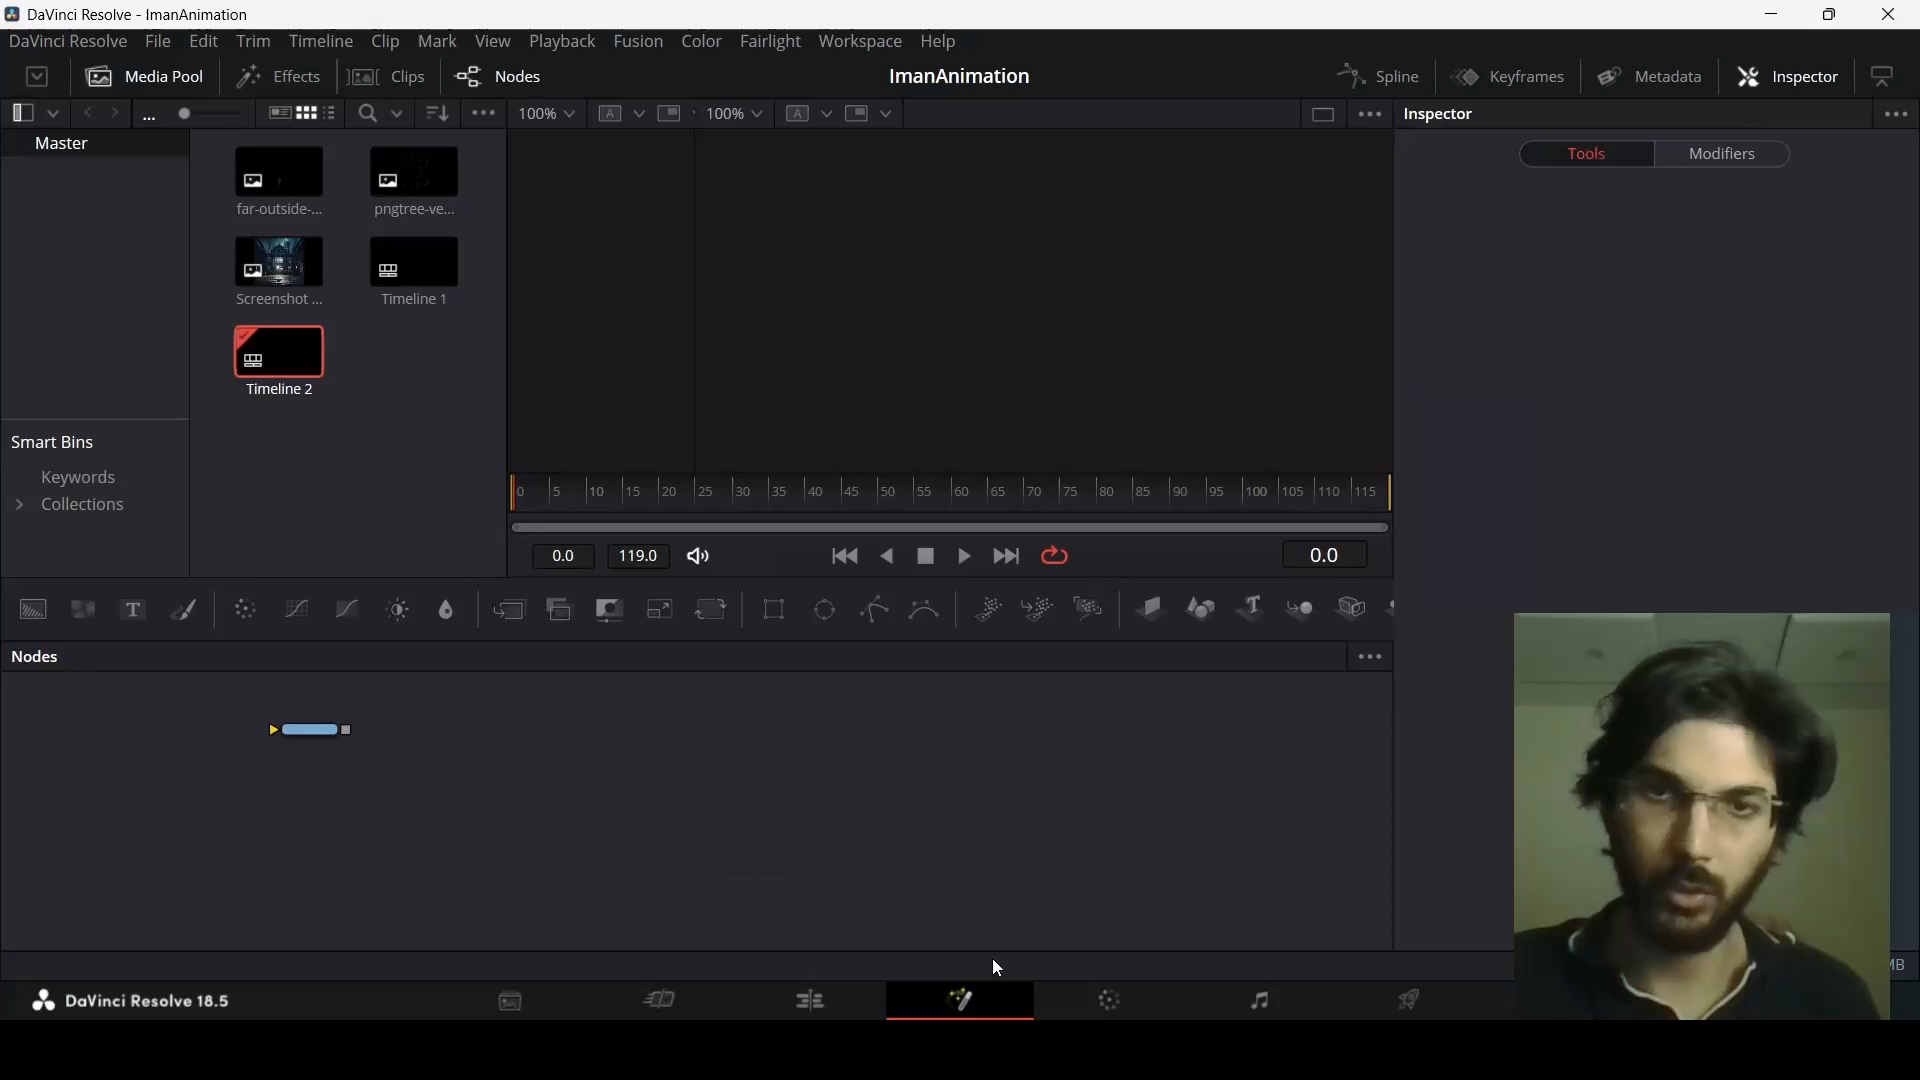 DaVinci Resolve - ImanAnimation
DaVinci Resolve File Edit Trim Timeline Clip Mark View Playback Fusion Color Fairlight Workspace Help
Media Pool Effects Clips Nodes ImanAnimation Spline Keyframes Metadata Inspector
... 100% A 100% A Inspector
Master
Tools Modifiers
far-outside-... pngtree-ve...
Screenshot ... Timeline 1
Timeline 2
Smart Bins
Keywords
Collections
0 5 10 15 20 25 30 35 40 45 50 55 60 65 70 75 80 85 90 95 100 105 110 115
0.0 119.0 0.0
T T
Nodes
MB
DaVinci Resolve 18.5